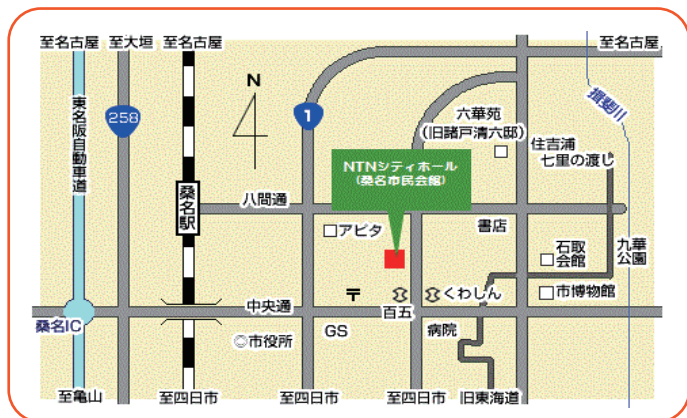 至名古屋
至大垣
至名古屋
至名古屋
東名阪自動車道
258
N
1
揖斐川
六華苑
(旧諸戸清六邸)
住吉浦
七里の渡し
NTNシティホール
(桑名市民会館)
桑名駅
八間通
アピタ
書店
石取
会館
九華
公園
市博物館
くわしん
中央通
〒
百五
桑名IC
◎市役所
GS
病院
至亀山
至四日市
至四日市
至四日市
旧東海道